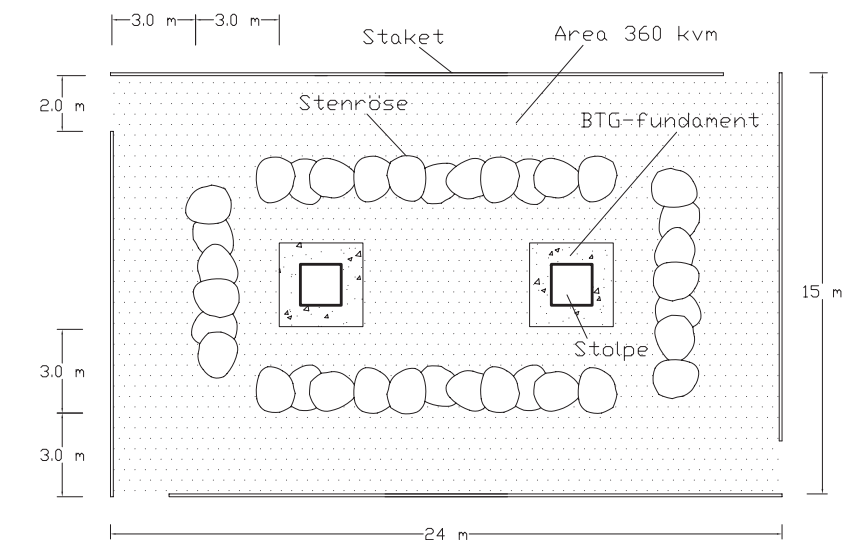 3.0 m
3.0 m
Staket
Area 360 kvm
2.0 m
Stenröse
BTG-fundament
15 m
Stolpe
3.0 m
3.0 m
24 m